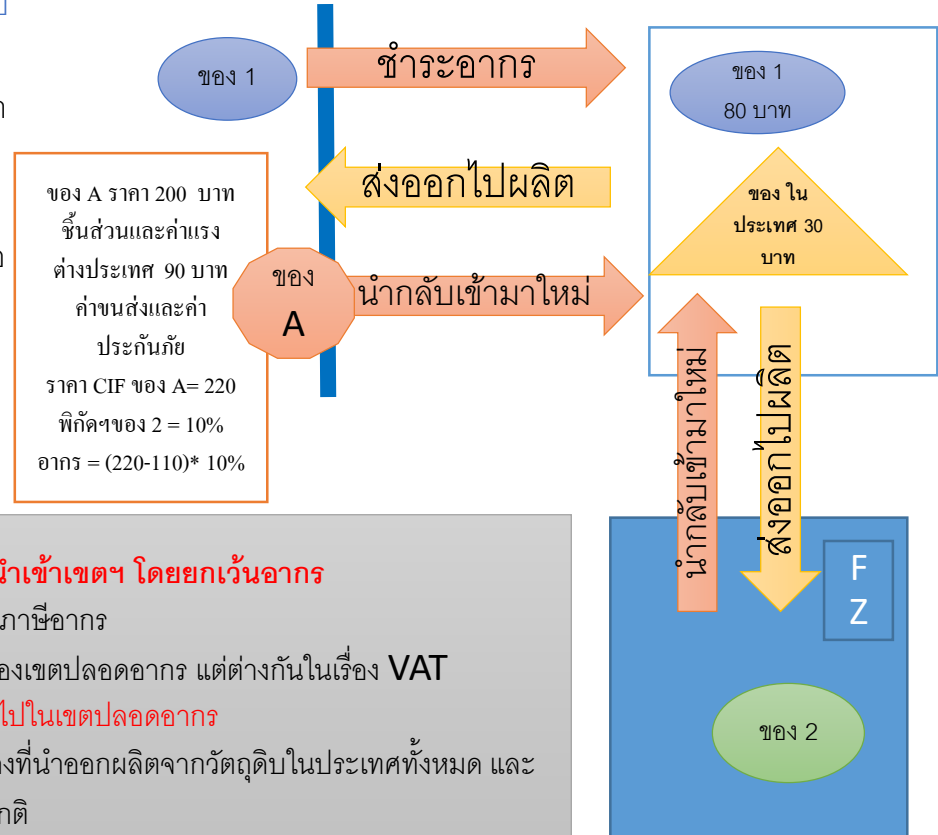 ของ 1
ชำระอากร
ของ 1
80 บาท
ส่งออกไปผลิต
ของ ใน
ประเทศ 30
บาท
ของ A ราคา 200 บาท
ชิ้นส่วนและค่าแรง
ต่างประเทศ 90 บาท
ค่าขนส่งและค่า
ประกันภัย
ราคา CIF ของ A= 220
พิกัดฯของ 2 = 10%
อากร = (220-110)* 10%
ของ
A
นำกลับเข้ามาใหม่
นำกลับเข้ามาใหม่
ส่งออกไปผลิต
F
Z
ของ 2
นำเข้าเขตฯ โดยยกเว้นอากร
ภาษีอากร
องเขตปลอดอากร แต่ต่างกันในเรื่อง VAT
ไปในเขตปลอดอากร
งที่นำออกผลิตจากวัตถุดิบในประเทศทั้งหมด และ
กติ